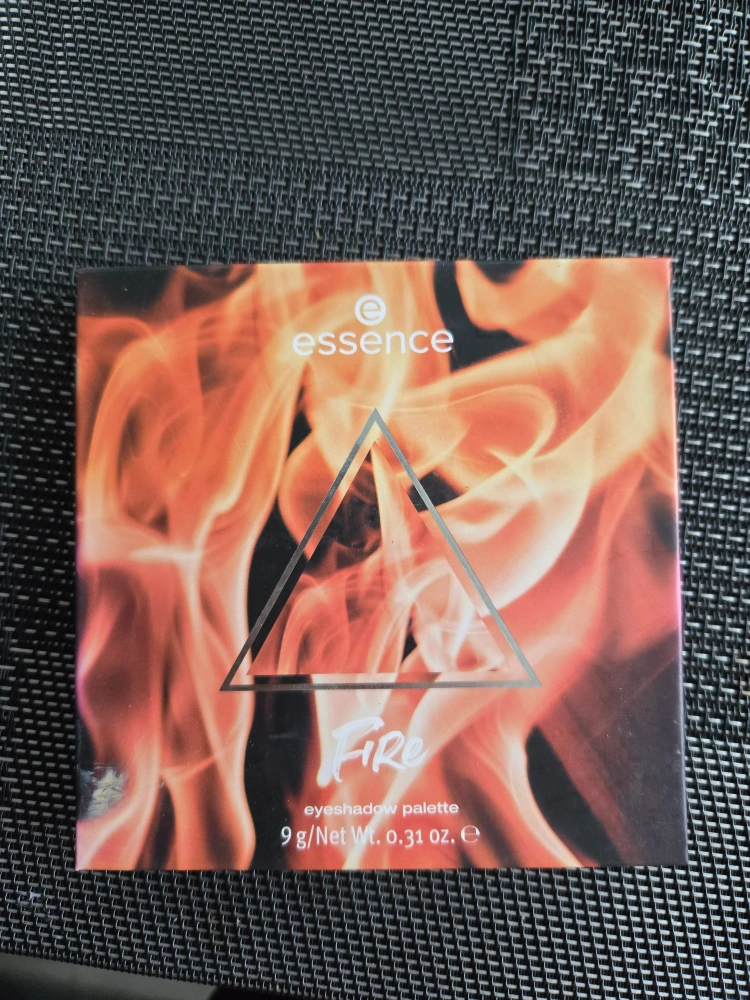 e
essence
Fire
eyeshadow palette
9 g/Net Wt. 0.31 oz. ℮